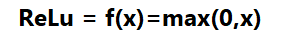 ReLu = f(x)=max(0,x)